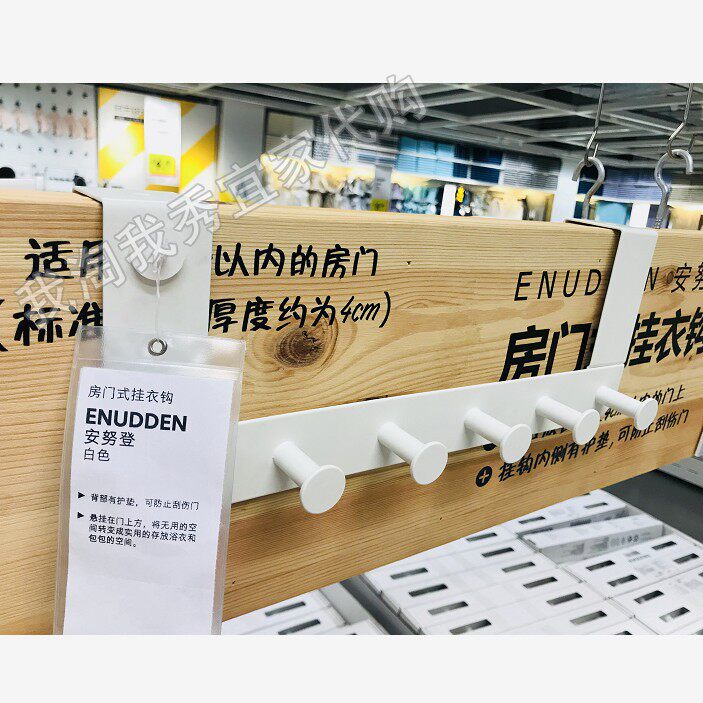 我淘我秀宜家代购
适用
以内的房门
(标准
厚度约为4cm)
ENUDDEN 安努
房门
挂衣钩
的门上
+ 挂钩内侧有护垫,可防止刮伤门
房门式挂衣钩
ENUDDEN
安努登
白色
▶ 背部有护垫,可防止刮伤门
▶ 悬挂在门上方,将无用的空
间转变成实用的存放浴衣和
包包的空间。